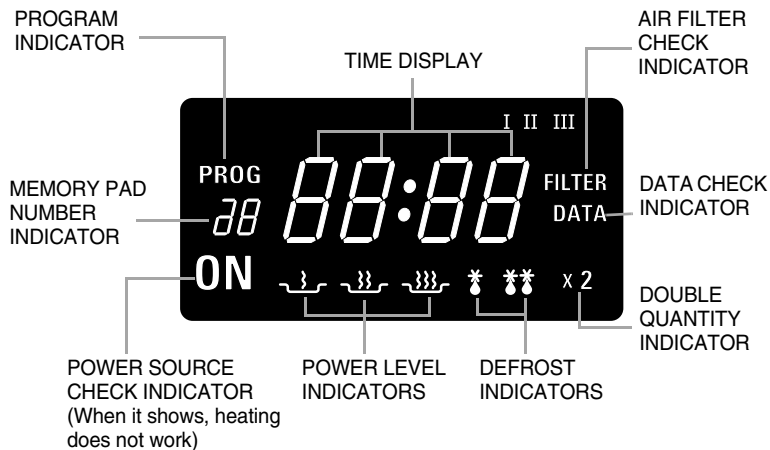 PROGRAM
INDICATOR
TIME DISPLAY
AIR FILTER
CHECK
INDICATOR
I II III
PROG
88:88
FILTER
MEMORY PAD
NUMBER
INDICATOR
d8
DATA
DATA CHECK
INDICATOR
ON
x 2
DOUBLE
QUANTITY
INDICATOR
POWER SOURCE
CHECK INDICATOR
(When it shows, heating
does not work)
POWER LEVEL
INDICATORS
DEFROST
INDICATORS